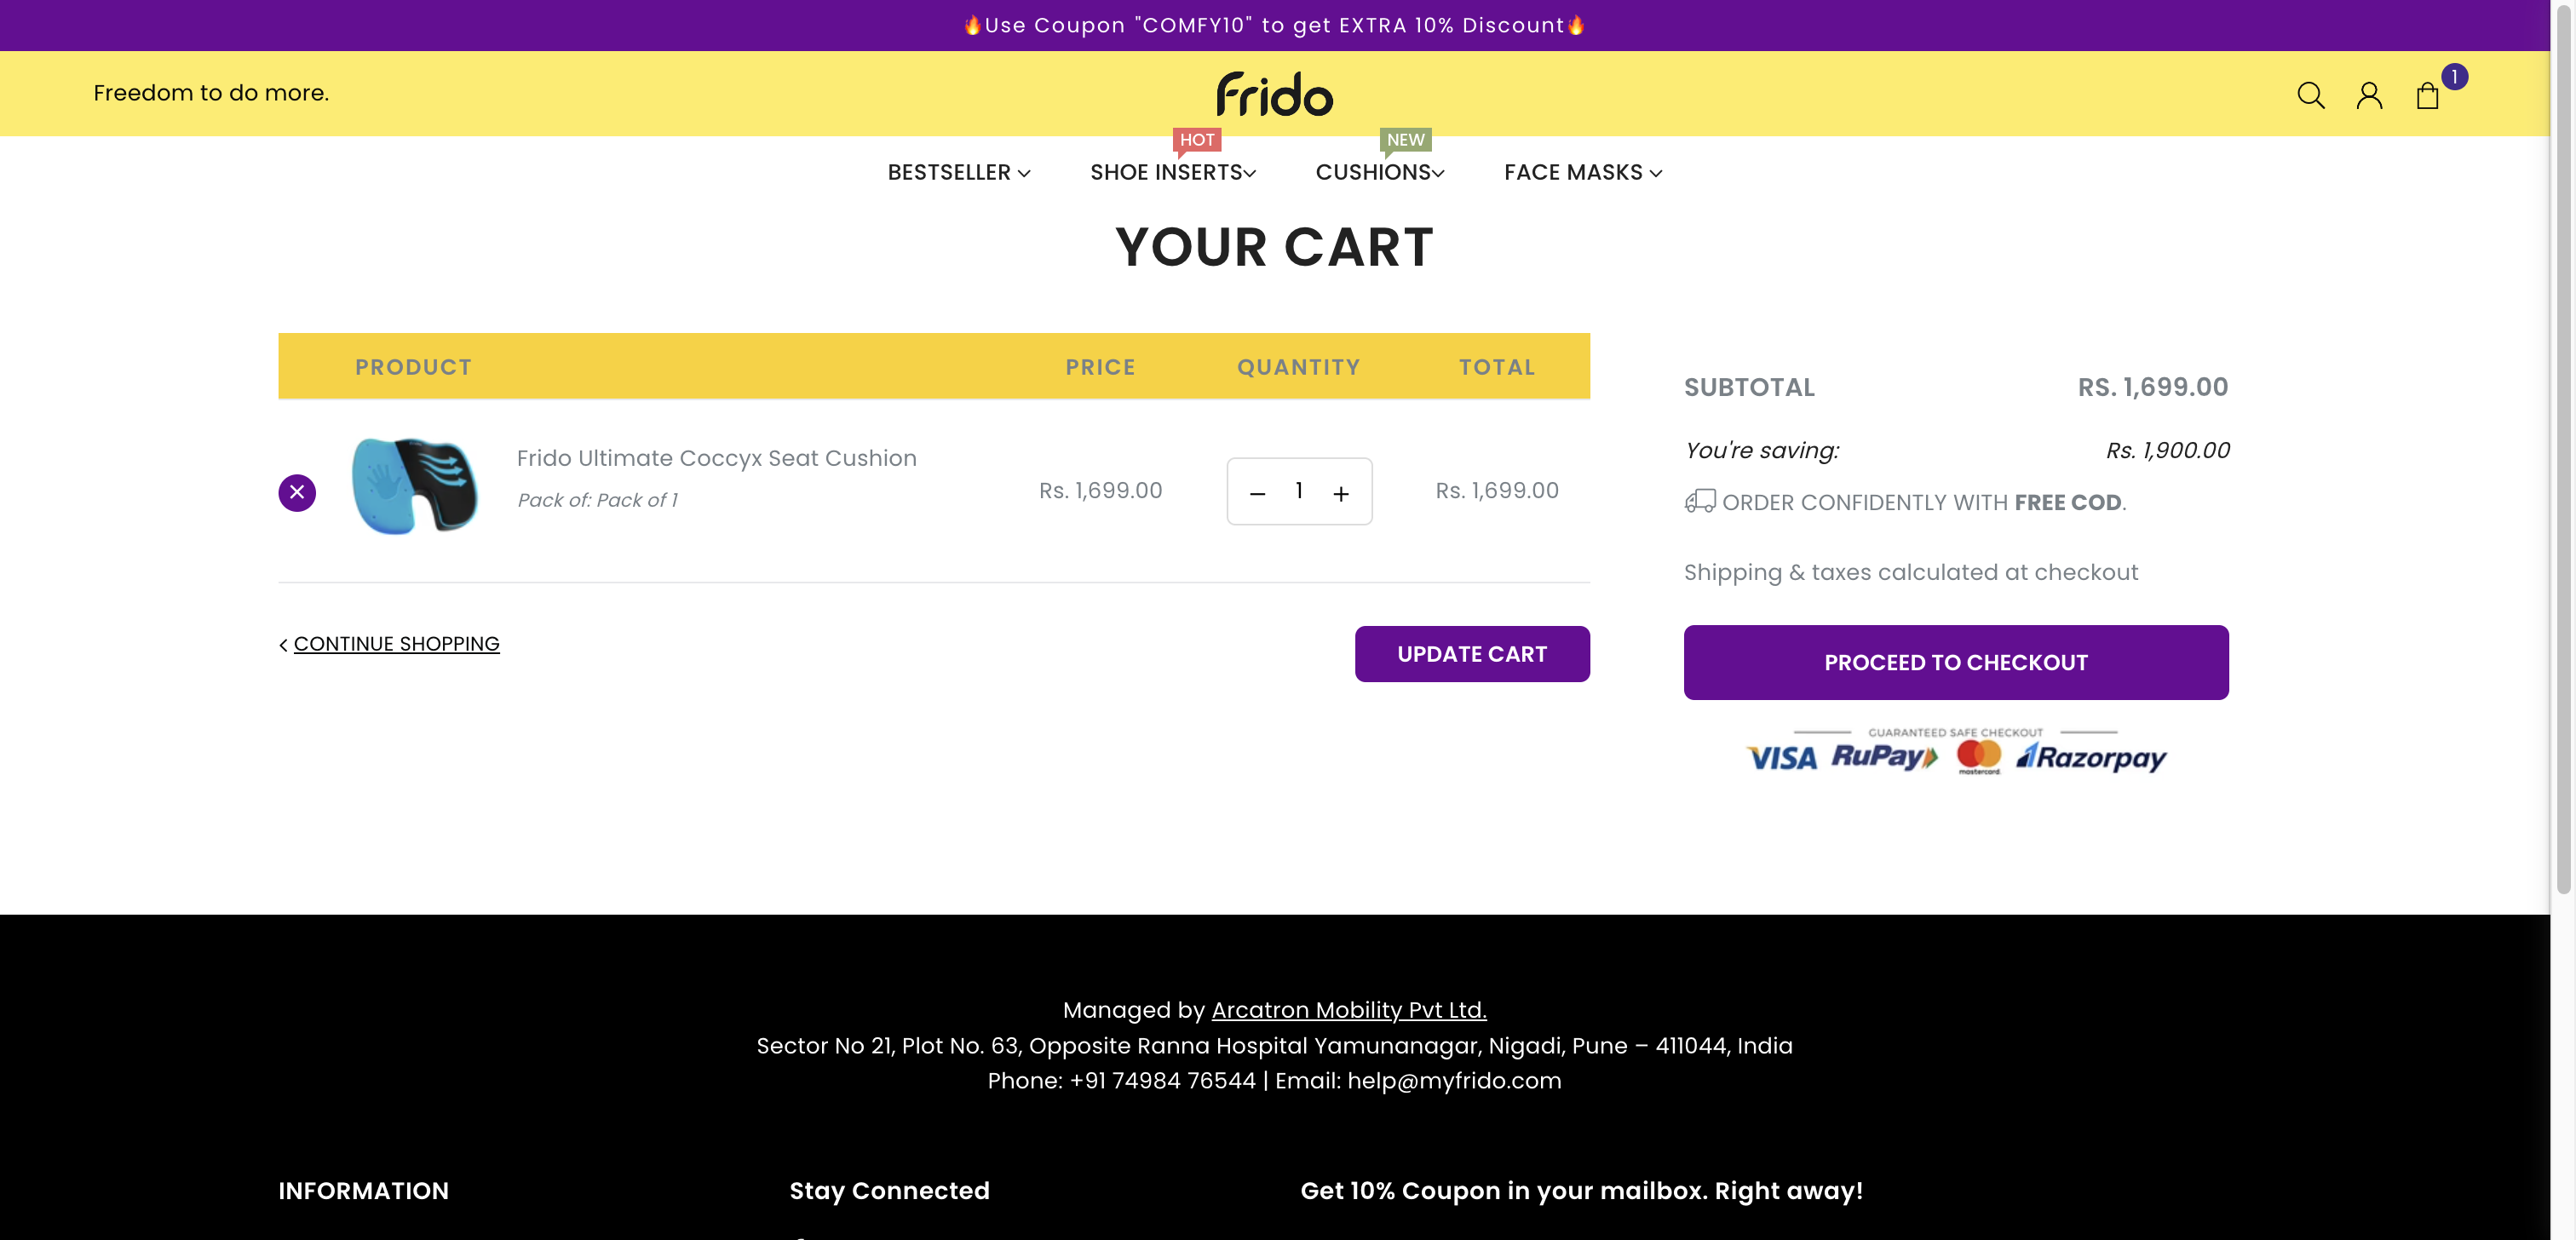 🔥Use Coupon "COMFY10" to get EXTRA 10% Discount🔥
Freedom to do more.
frido
1
HOT
NEW
BESTSELLER
SHOE INSERTS
CUSHIONS
FACE MASKS
YOUR CART
PRODUCT PRICE QUANTITY TOTAL
Frido Ultimate Coccyx Seat Cushion
Pack of: Pack of 1
Rs. 1,699.00
− 1 +
Rs. 1,699.00
CONTINUE SHOPPING
UPDATE CART
SUBTOTAL RS. 1,699.00
You're saving: Rs. 1,900.00
ORDER CONFIDENTLY WITH FREE COD.
Shipping & taxes calculated at checkout
PROCEED TO CHECKOUT
GUARANTEED SAFE CHECKOUT
VISA RuPay mastercard. Razorpay
Managed by Arcatron Mobility Pvt Ltd.
Sector No 21, Plot No. 63, Opposite Ranna Hospital Yamunanagar, Nigadi, Pune – 411044, India
Phone: +91 74984 76544 | Email: help@myfrido.com
INFORMATION
Stay Connected
Get 10% Coupon in your mailbox. Right away!